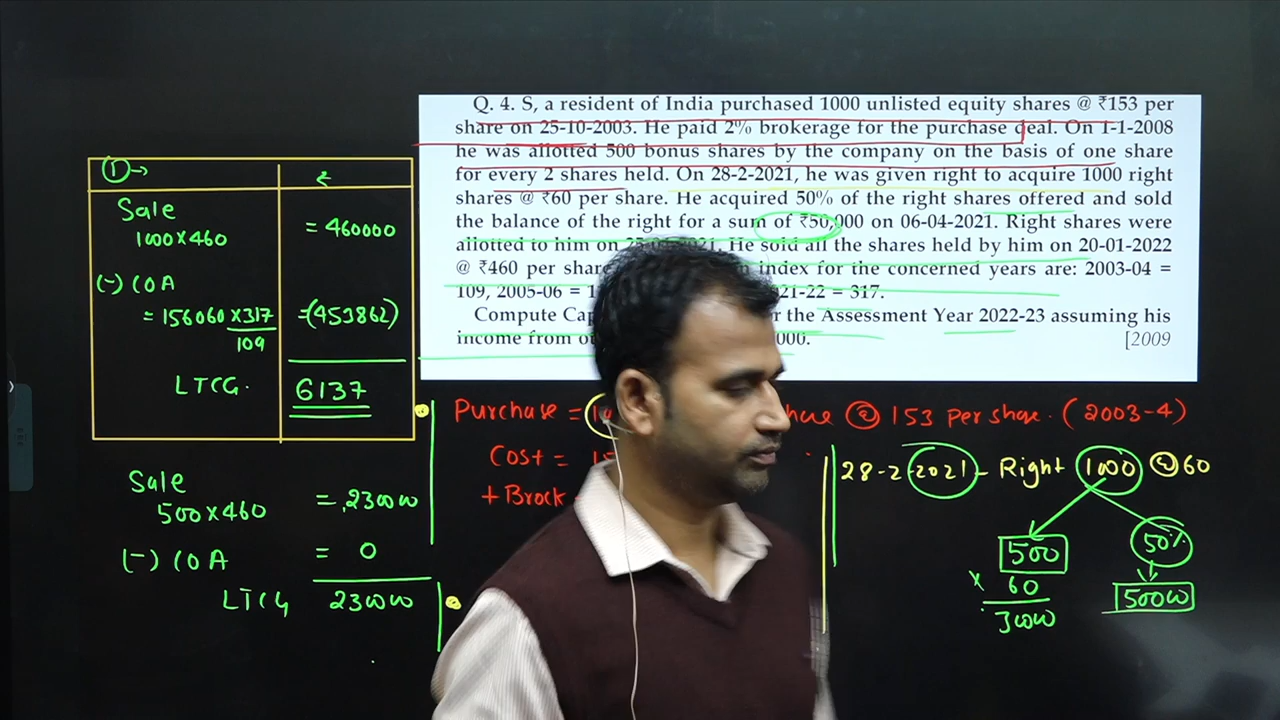 Q. 4. S, a resident of India purchased 1000 unlisted equity shares @ ₹153 per
share on 25-10-2003. He paid 2% brokerage for the purchase deal. On 1-1-2008
he was allotted 500 bonus shares by the company on the basis of one share
for every 2 shares held. On 28-2-2021, he was given right to acquire 1000 right
shares @ ₹60 per share. He acquired 50% of the right shares offered and sold
the balance of the right for a sum of ₹50,000 on 06-04-2021. Right shares were
allotted to him on He sold all the shares held by him on 20-01-2022
@ ₹460 per index for the concerned years are: 2003-04 =
109, 2005-06 = = 317.
Compute the Assessment Year 2022-23 assuming his
income from [2009
① →
₹
Sale
1000 x 460 = 460000
(-) COA
= 156060 x 317 =(453862)
109
LTCG. 6137
Sale
500 x 460 = 230000
(-) COA = 0
LTCG 230000
Purchase = @ 153 per share. (2003-4)
Cost =
+ Brock
28-2-2021 - Right 1000 @ 60
500 50%
x 60 50000
30000